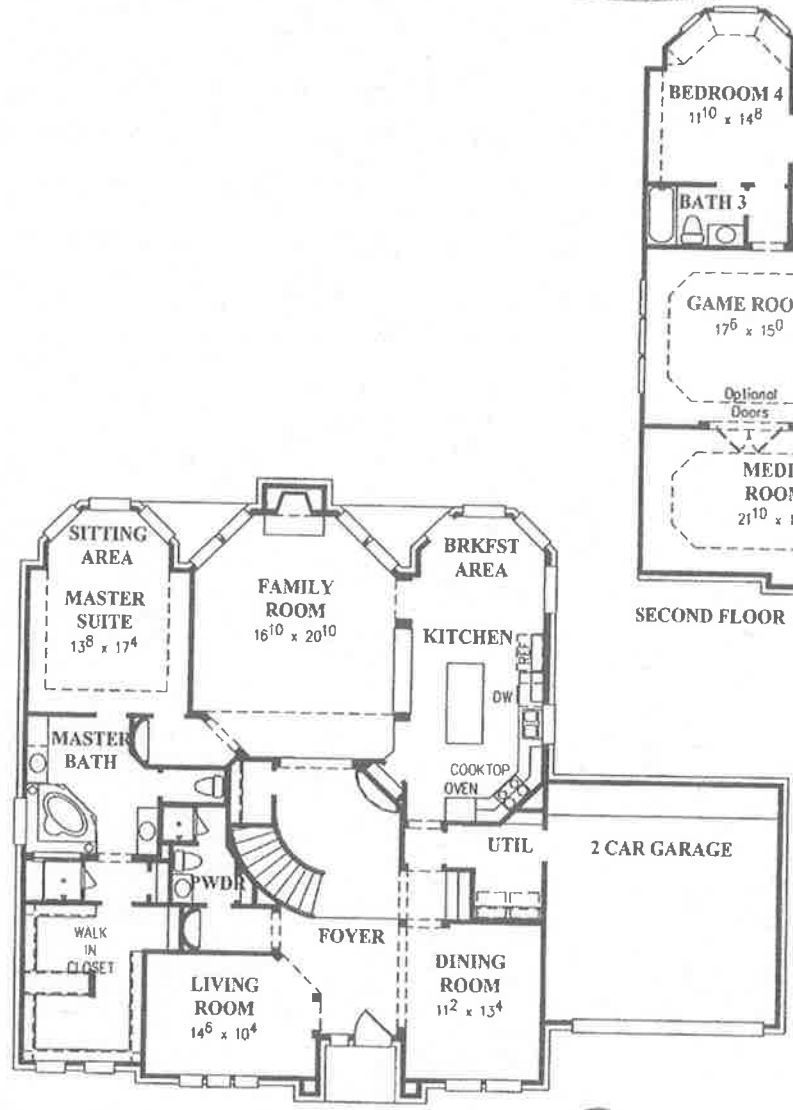 BEDROOM 4
11¹⁰ x 14⁸
BATH 3
GAME ROO
17⁶ x 15⁰
Optional
Doors
MEDI
ROO
21¹⁰ x 1
SECOND FLOOR
SITTING
AREA
MASTER
SUITE
13⁸ x 17⁴
FAMILY
ROOM
16¹⁰ x 20¹⁰
BRKFST
AREA
KITCHEN
REF
DW
COOKTOP
OVEN
MASTER
BATH
UTIL
2 CAR GARAGE
PWDR
WALK
IN
CLOSET
FOYER
LIVING
ROOM
14⁶ x 10⁴
DINING
ROOM
11² x 13⁴